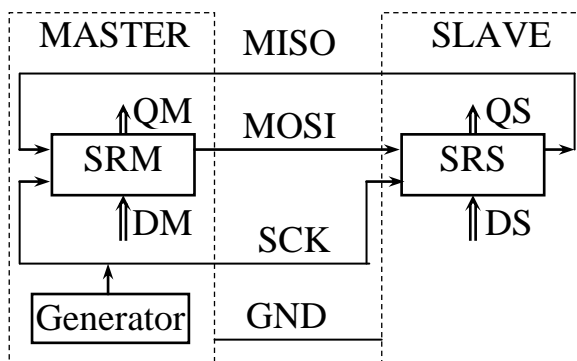 MASTER MISO SLAVE
QM MOSI QS
SRM SRS
DM SCK DS
Generator GND